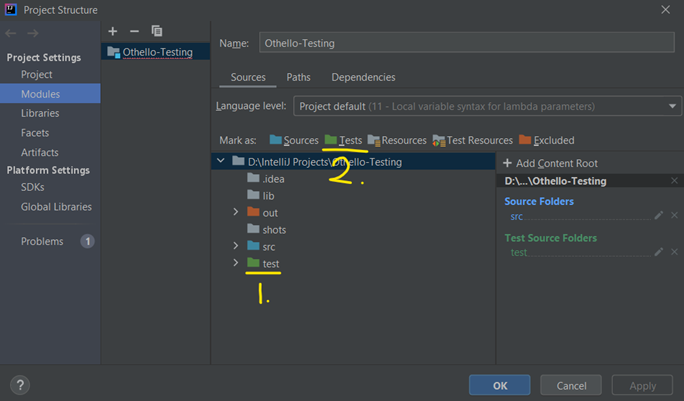 Project Structure
Project Settings
Project
Modules
Libraries
Facets
Artifacts
Platform Settings
SDKs
Global Libraries
Problems 1
Othello-Testing
Name: Othello-Testing
Sources Paths Dependencies
Language level: Project default (11 - Local variable syntax for lambda parameters)
Mark as: Sources Tests Resources Test Resources Excluded
D:\IntelliJ Projects\Othello-Testing
2.
.idea
lib
out
shots
src
test
1.
+ Add Content Root
D:\...\Othello-Testing
Source Folders
src
Test Source Folders
test
?
OK Cancel Apply